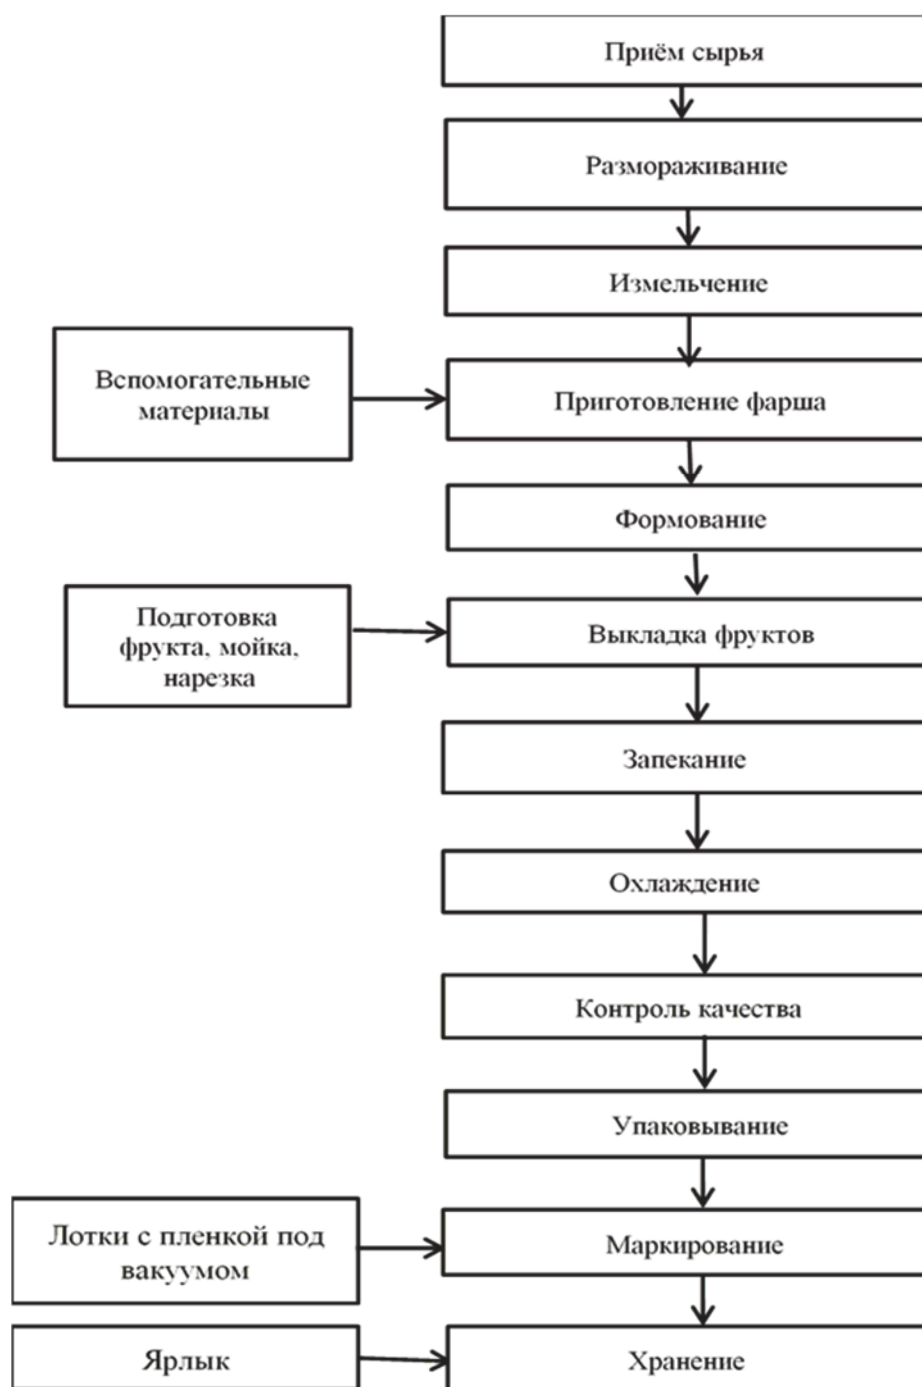 Приём сырья
Размораживание
Измельчение
Вспомогательные
материалы
Приготовление фарша
Формование
Подготовка
фрукта, мойка,
нарезка
Выкладка фруктов
Запекание
Охлаждение
Контроль качества
Упаковывание
Лотки с пленкой под
вакуумом
Маркирование
Ярлык
Хранение